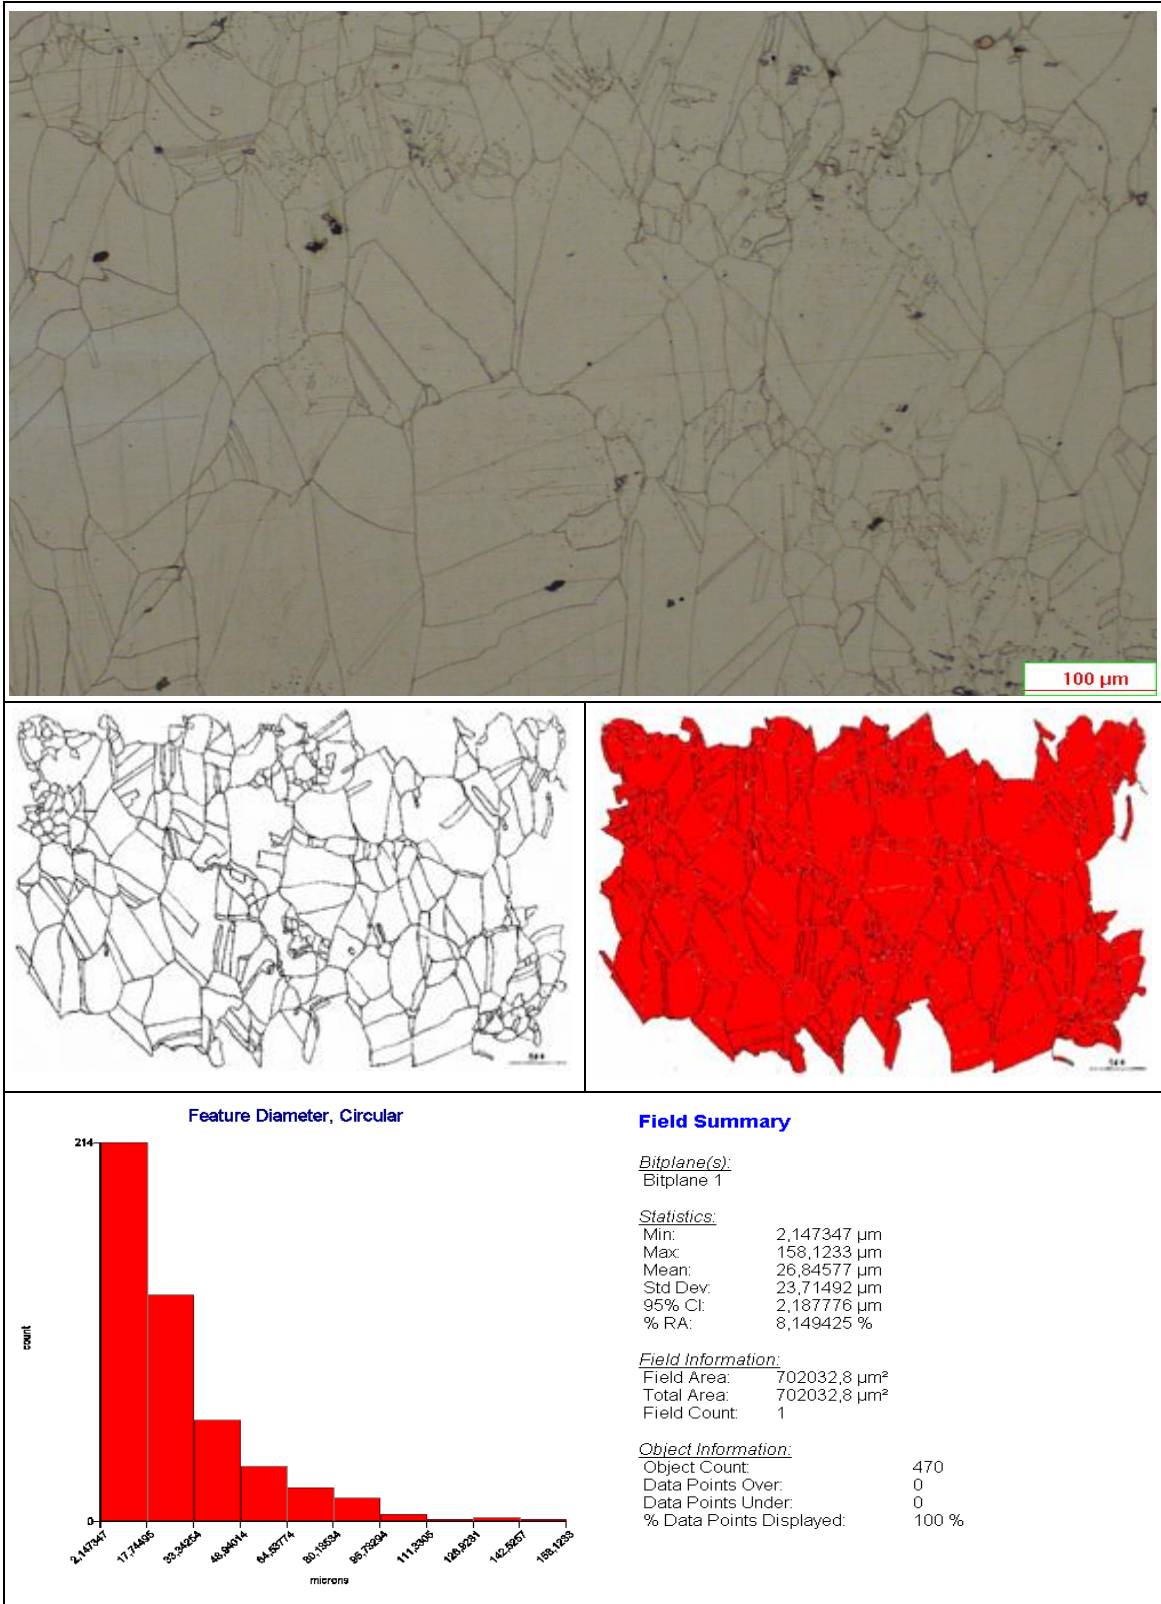 100 µm
Feature Diameter, Circular
214
0
count
2,147347
17,74495
33,34254
48,94014
64,53774
80,13534
95,73294
111,3305
126,9281
142,5257
158,1233
microns
Field Summary
Bitplane(s):
Bitplane 1
Statistics:
Min: 2,147347 µm
Max: 158,1233 µm
Mean: 26,84577 µm
Std Dev: 23,71492 µm
95% CI: 2,187776 µm
% RA: 8,149425 %
Field Information:
Field Area: 702032,8 µm²
Total Area: 702032,8 µm²
Field Count: 1
Object Information:
Object Count: 470
Data Points Over: 0
Data Points Under: 0
% Data Points Displayed: 100 %